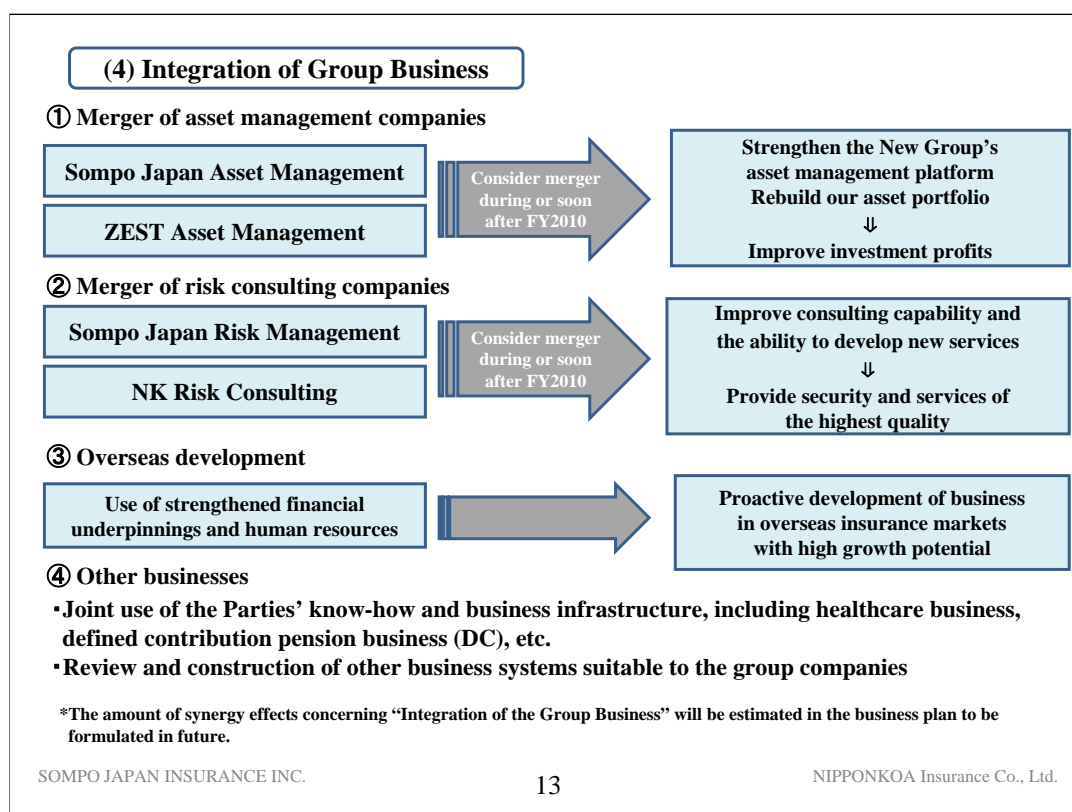 (4) Integration of Group Business
① Merger of asset management companies
Sompo Japan Asset Management
ZEST Asset Management
Consider merger
during or soon
after FY2010
Strengthen the New Group's
asset management platform
Rebuild our asset portfolio
⇓
Improve investment profits
② Merger of risk consulting companies
Sompo Japan Risk Management
NK Risk Consulting
Consider merger
during or soon
after FY2010
Improve consulting capability and
the ability to develop new services
⇓
Provide security and services of
the highest quality
③ Overseas development
Use of strengthened financial
underpinnings and human resources
Proactive development of business
in overseas insurance markets
with high growth potential
④ Other businesses
・Joint use of the Parties' know-how and business infrastructure, including healthcare business,
defined contribution pension business (DC), etc.
・Review and construction of other business systems suitable to the group companies
*The amount of synergy effects concerning “Integration of the Group Business” will be estimated in the business plan to be
formulated in future.
SOMPO JAPAN INSURANCE INC.
13
NIPPONKOA Insurance Co., Ltd.